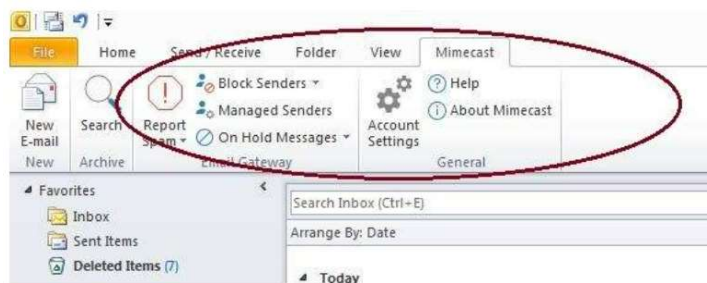 File Home Send / Receive Folder View Mimecast
New E-mail
Search
Report Spam
Block Senders
Managed Senders
On Hold Messages
Account Settings
Help
About Mimecast
New Archive Email Gateway General
Favorites
Inbox
Sent Items
Deleted Items (7)
Search Inbox (Ctrl+E)
Arrange By: Date
Today